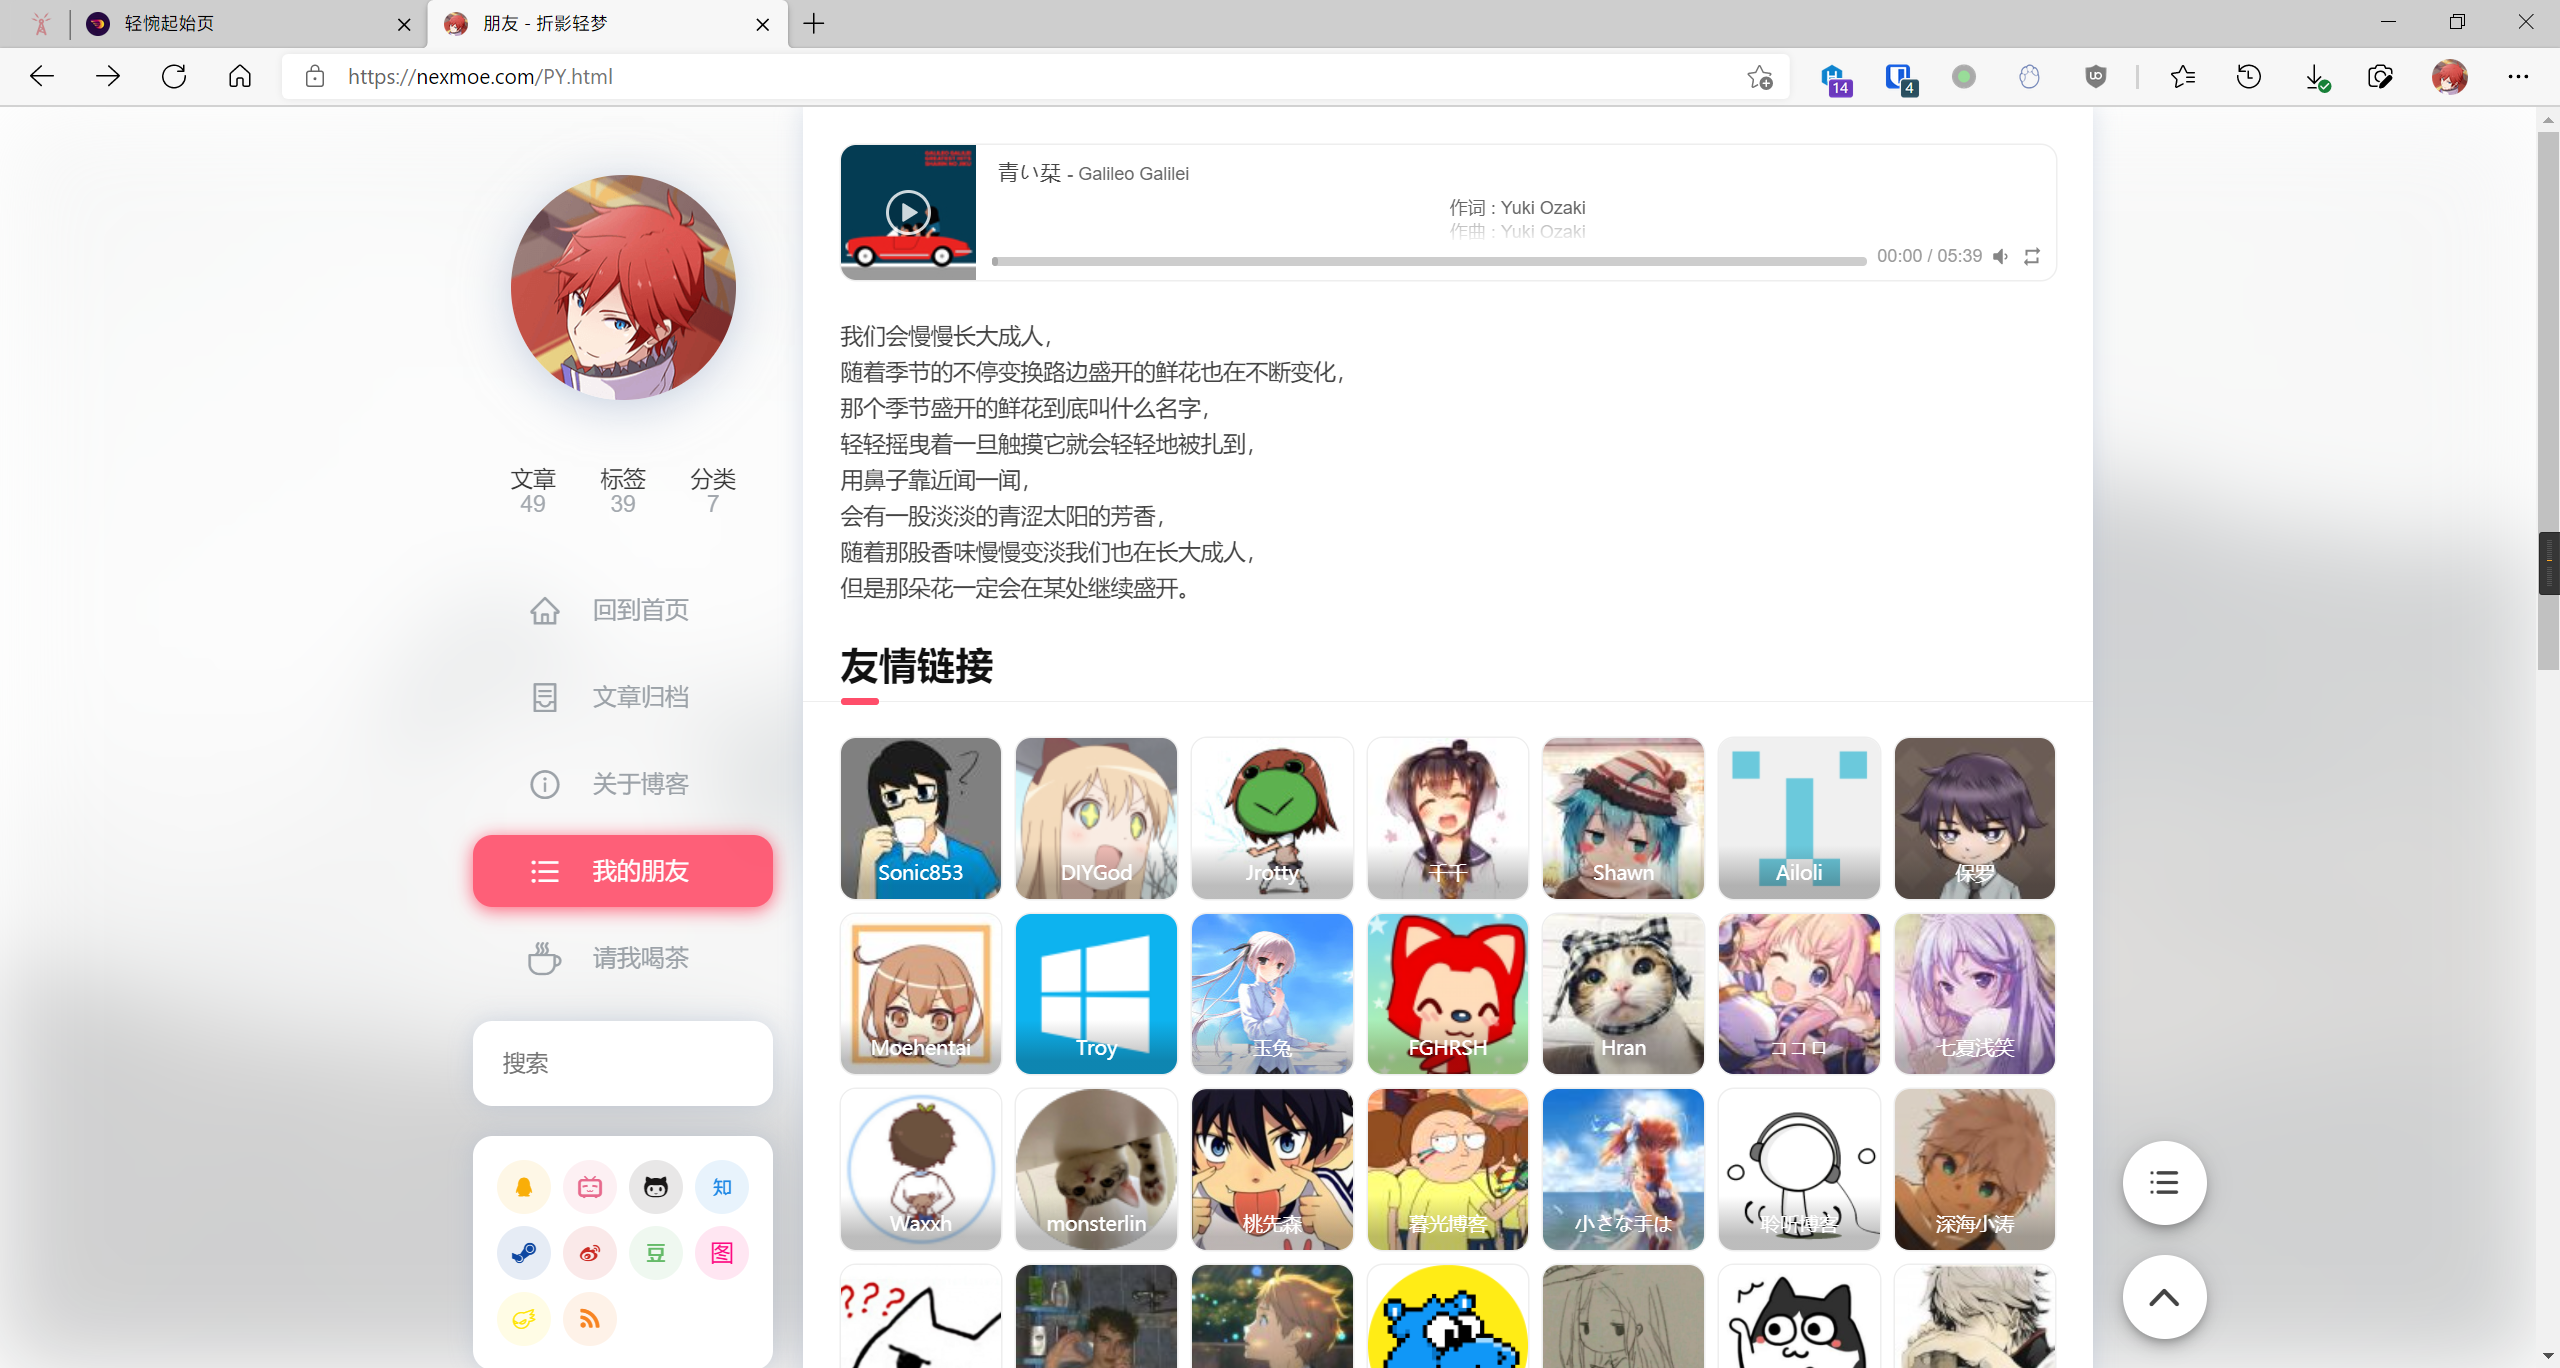 轻惋起始页
朋友 - 折影轻梦
https://nexmoe.com/PY.html
14
4
青い栞 - Galileo Galilei
作词 : Yuki Ozaki
作曲 : Yuki Ozaki
00:00 / 05:39
我们会慢慢长大成人，
随着季节的不停变换路边盛开的鲜花也在不断变化，
那个季节盛开的鲜花到底叫什么名字，
轻轻摇曳着一旦触摸它就会轻轻地被扎到，
用鼻子靠近闻一闻，
会有一股淡淡的青涩太阳的芳香，
随着那股香味慢慢变淡我们也在长大成人，
但是那朵花一定会在某处继续盛开。
文章 标签 分类
49 39 7
回到首页
文章归档
关于博客
我的朋友
请我喝茶
搜索
知
豆 图
友情链接
Sonic853 DIYGod Jrotty 千千 Shawn Ailoli 保罗
Moehentai Troy 玉兔 FGHRSH Hran ココロ 七夏浅笑
Waxxh monsterlin 桃先森 暮光博客 小さな手は 聆听博客 深海小涛
???